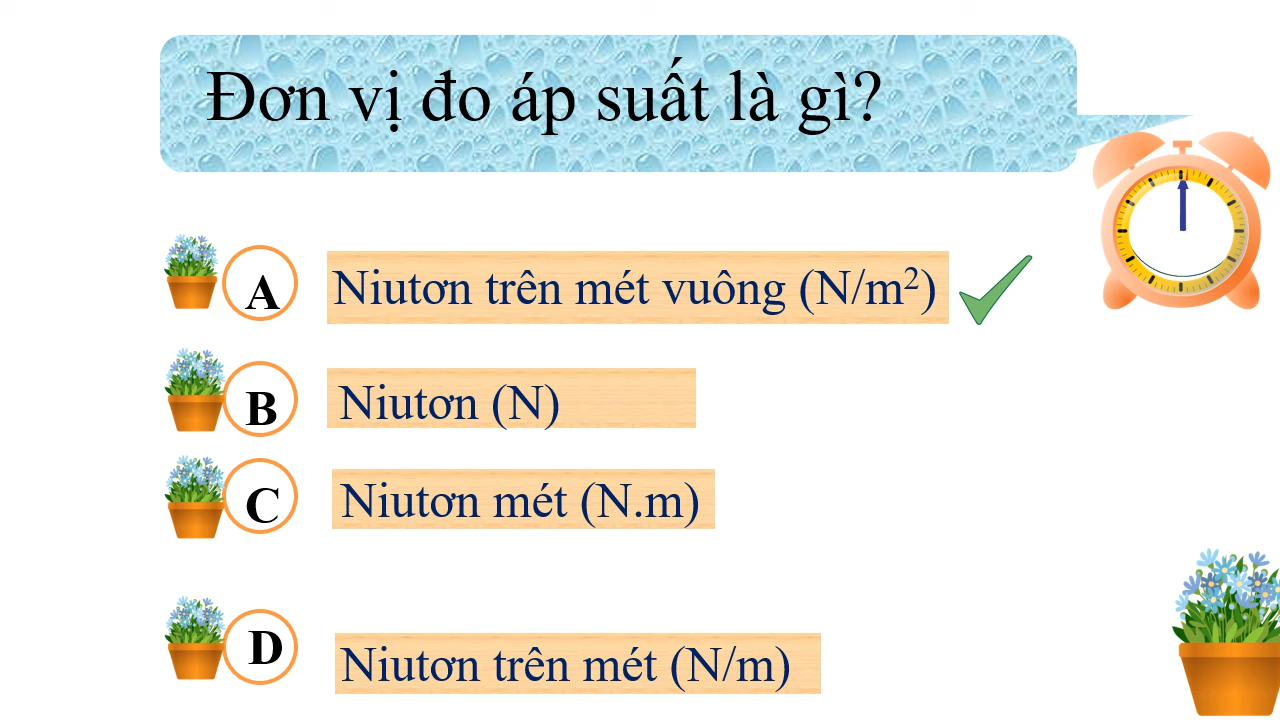 Đơn vị đo áp suất là gì?
A Niutơn trên mét vuông (N/m²)
B Niutơn (N)
C Niutơn mét (N.m)
D Niutơn trên mét (N/m)